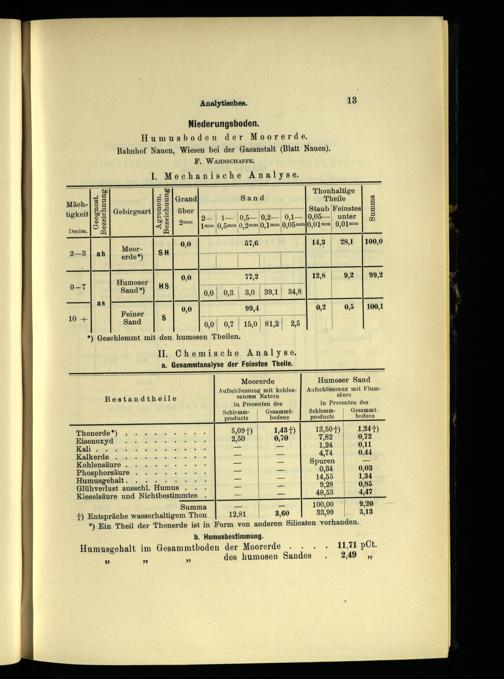 Analytisches. 13
Niederungsboden.
Humusboden der Moorerde.
Bahnhof Nauen, Wiesen bei der Gasanstalt (Blatt Nauen).
F. Wahnschaffe.
I. Mechanische Analyse.
Mächtigkeit Decim. | Geognost. Bezeichnung | Gebirgsart | Agronom. Bezeichnung | Grand über 2mm | Sand 2—1mm 1—0,5mm 0,5—0,2mm 0,2—0,1mm 0,1—0,05mm | Thonhaltige Theile Staub 0,05—0,01mm Feinstes unter 0,01mm | Summa
2—3 ah Moorerde*) SH 0,0 57,6 14,3 28,1 100,0
0-7 as Humoser Sand*) HS 0,0 77,2 12,8 9,2 99,2
0,0 0,3 3,0 39,1 34,8
10 + Feiner Sand S 0,0 99,4 0,2 0,5 100,1
0,0 0,7 15,0 81,2 2,5
*) Geschlemmt mit den humosen Theilen.
II. Chemische Analyse.
a. Gesammtanalyse der Feinsten Theile.
Bestandtheile | Moorerde Aufschliessung mit kohlensaurem Natron in Procenten des Schlemmproducts Gesammtbodens | Humoser Sand Aufschliessung mit Flusssäure in Procenten des Schlemmproducts Gesammtbodens
Thonerde*) . . . . . . . . . 5,09†) 1,43†) 13,50†) 1,24†)
Eisenoxyd . . . . . . . . . 2,50 0,70 7,82 0,72
Kali . . . . . . . . . — — 1,24 0,11
Kalkerde . . . . . . . . . — — 4,74 0,44
Kohlensäure . . . . . . . . — — Spuren —
Phosphorsäure . . . . . . . — — 0,34 0,03
Humusgehalt . . . . . . . . — — 14,55 1,34
Glühverlust ausschl. Humus . . . — — 9,28 0,85
Kieselsäure und Nichtbestimmtes . — — 48,53 4,47
Summa — — 100,00 9,20
†) Entspräche wasserhaltigem Thon 12,81 3,60 33,99 3,13
*) Ein Theil der Thonerde ist in Form von anderen Silicaten vorhanden.
b. Humusbestimmung.
Humusgehalt im Gesammtboden der Moorerde . . . . 11,71 pCt.
„ „ „ des humosen Sandes . 2,49 „